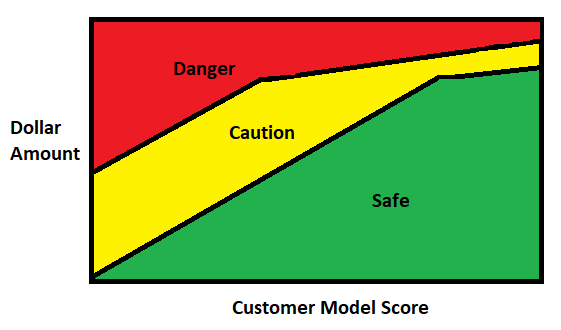 Danger
Caution
Dollar
Amount
Safe
Customer Model Score